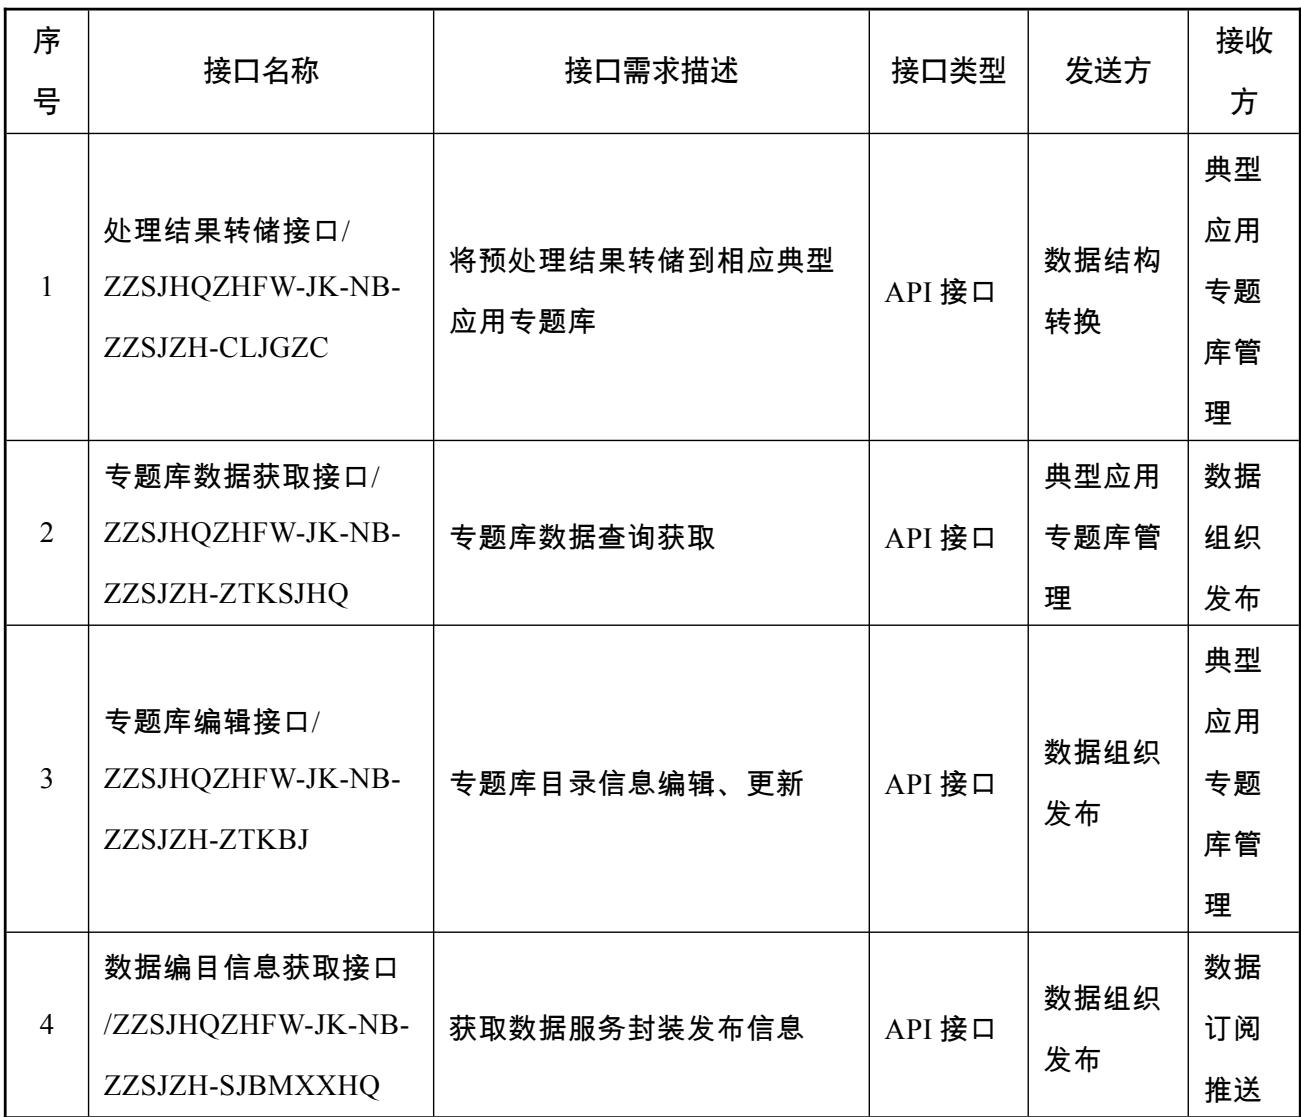 序号
接口名称
接口需求描述
接口类型
发送方
接收方
1
处理结果转储接口/
ZZSJHQZHFW-JK-NB-
ZZSJZH-CLJGZC
将预处理结果转储到相应典型
应用专题库
API 接口
数据结构
转换
典型
应用
专题
库管
理
2
专题库数据获取接口/
ZZSJHQZHFW-JK-NB-
ZZSJZH-ZTKSJHQ
专题库数据查询获取
API 接口
典型应用
专题库管
理
数据
组织
发布
3
专题库编辑接口/
ZZSJHQZHFW-JK-NB-
ZZSJZH-ZTKBJ
专题库目录信息编辑、更新
API 接口
数据组织
发布
典型
应用
专题
库管
理
4
数据编目信息获取接口
/ZZSJHQZHFW-JK-NB-
ZZSJZH-SJBMXXHQ
获取数据服务封装发布信息
API 接口
数据组织
发布
数据
订阅
推送